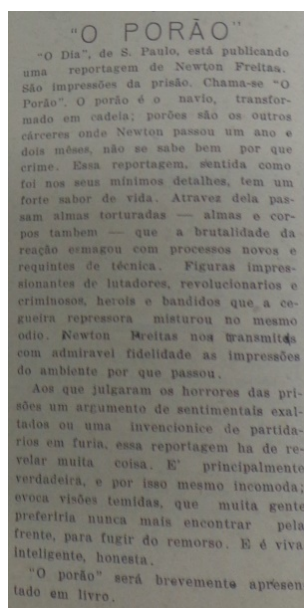 "O PORÃO"
"O Dia", de S. Paulo, está publicando
uma reportagem de Newton Freitas.
São impressões da prisão. Chama-se "O
Porão". O porão é o navio, transfor-
mado em cadeia; porões são os outros
cárceres onde Newton passou um ano e
dois mêses, não se sabe bem por que
crime. Essa reportagem, sentida como
foi nos seus mínimos detalhes, tem um
forte sabor de vida. Atravez dela pas-
sam almas torturadas — almas e cor-
pos tambem — que a brutalidade da
reação esmagou com processos novos e
requintes de técnica. Figuras impres-
sionantes de lutadores, revolucionarios e
criminosos, herois e bandidos que a ce-
gueira repressora misturou no mesmo
odio. Newton Freitas nos transmite
com admiravel fidelidade as impressões
do ambiente por que passou.
Aos que julgaram os horrores das pri-
sões um argumento de sentimentais exal-
tados ou uma invencionice de partida-
rios em furia, essa reportagem ha de re-
velar muita coisa. E' principalmente
verdadeira, e por isso mesmo incomoda;
evoca visões temidas, que muita gente
preferiria nunca mais encontrar pela
frente, para fugir do remorso. E é viva,
inteligente, honesta.
"O porão" será brevemente apresen-
tado em livro.